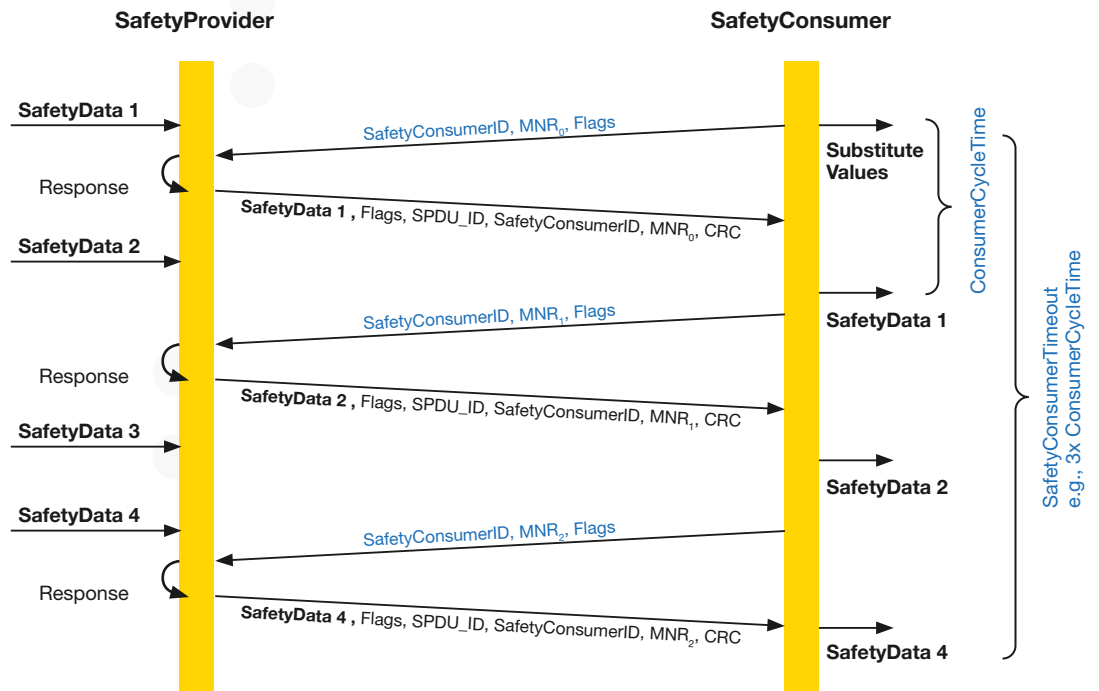 SafetyProvider
SafetyConsumer
SafetyData 1
SafetyConsumerID, MNR₀, Flags
Substitute
Values
Response
SafetyData 1 , Flags, SPDU_ID, SafetyConsumerID, MNR₀, CRC
ConsumerCycleTime
SafetyData 2
SafetyData 1
SafetyConsumerID, MNR₁, Flags
Response
SafetyData 2 , Flags, SPDU_ID, SafetyConsumerID, MNR₁, CRC
SafetyConsumerTimeout
e.g., 3x ConsumerCycleTime
SafetyData 3
SafetyData 2
SafetyData 4
SafetyConsumerID, MNR₂, Flags
Response
SafetyData 4 , Flags, SPDU_ID, SafetyConsumerID, MNR₂, CRC
SafetyData 4